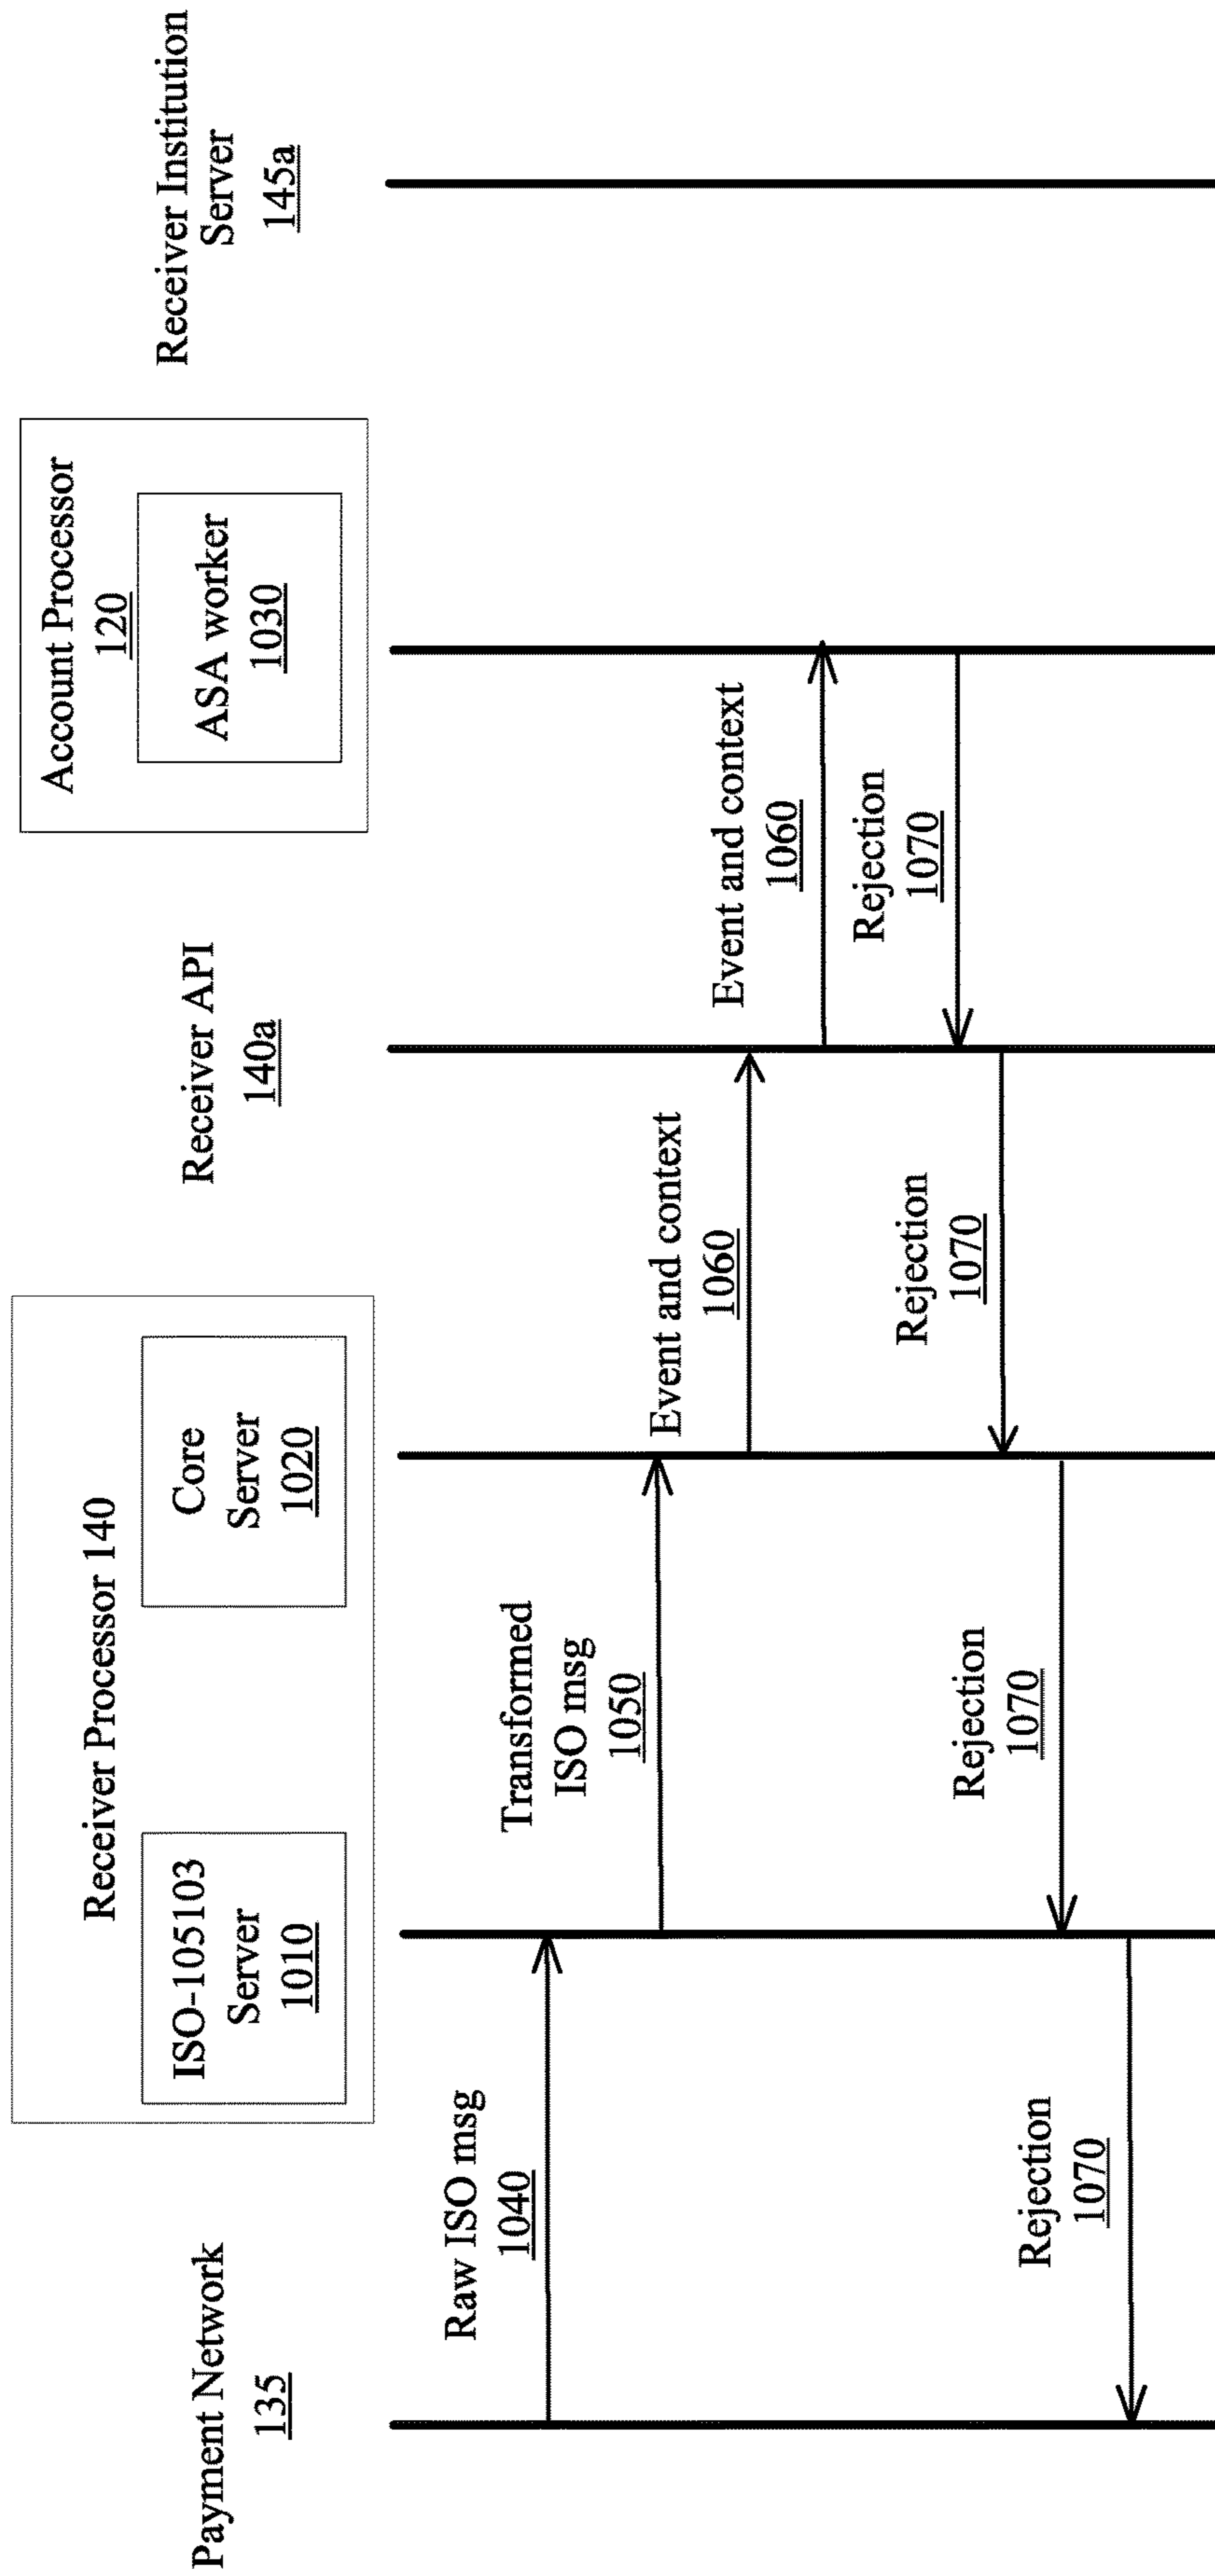 Payment Network
135
Receiver Processor 140
ISO-105103
Server
1010
Core
Server
1020
Receiver API
140a
Account Processor
120
ASA worker
1030
Receiver Institution
Server
145a
Raw ISO msg
1040
Transformed
ISO msg
1050
Event and context
1060
Event and context
1060
Rejection
1070
Rejection
1070
Rejection
1070
Rejection
1070